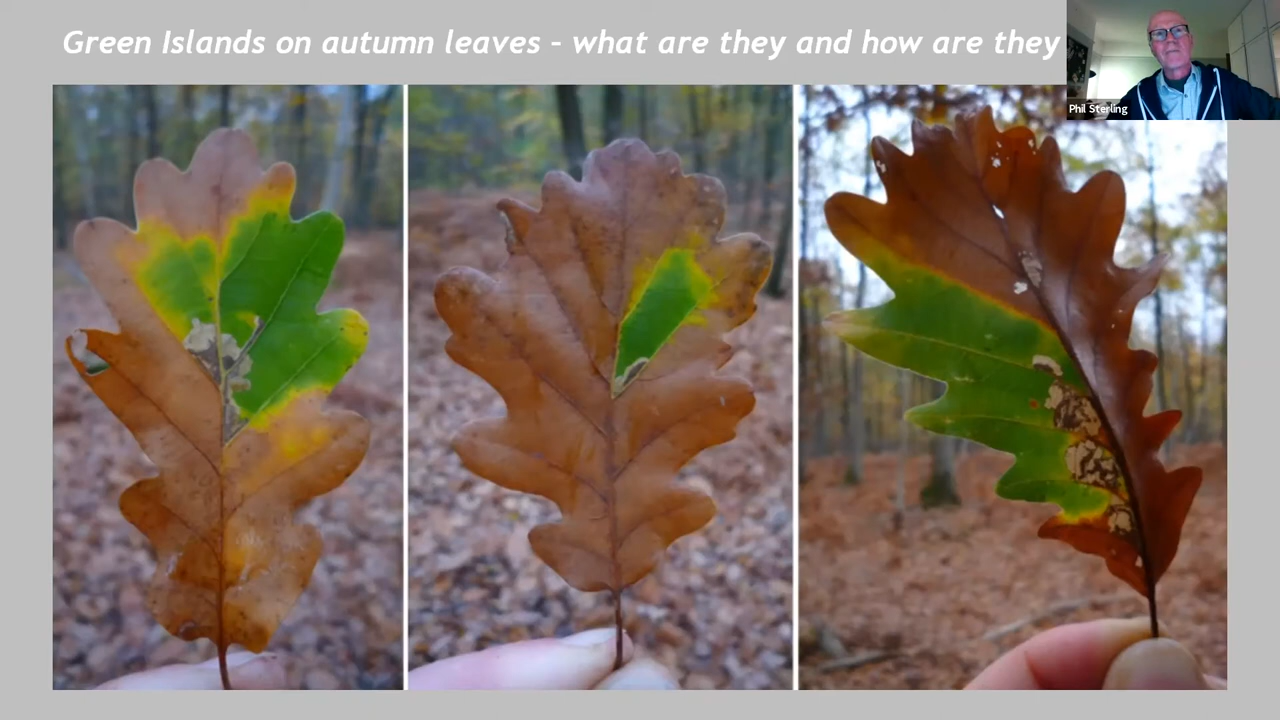 Green Islands on autumn leaves – what are they and how are they
Phil Sterling